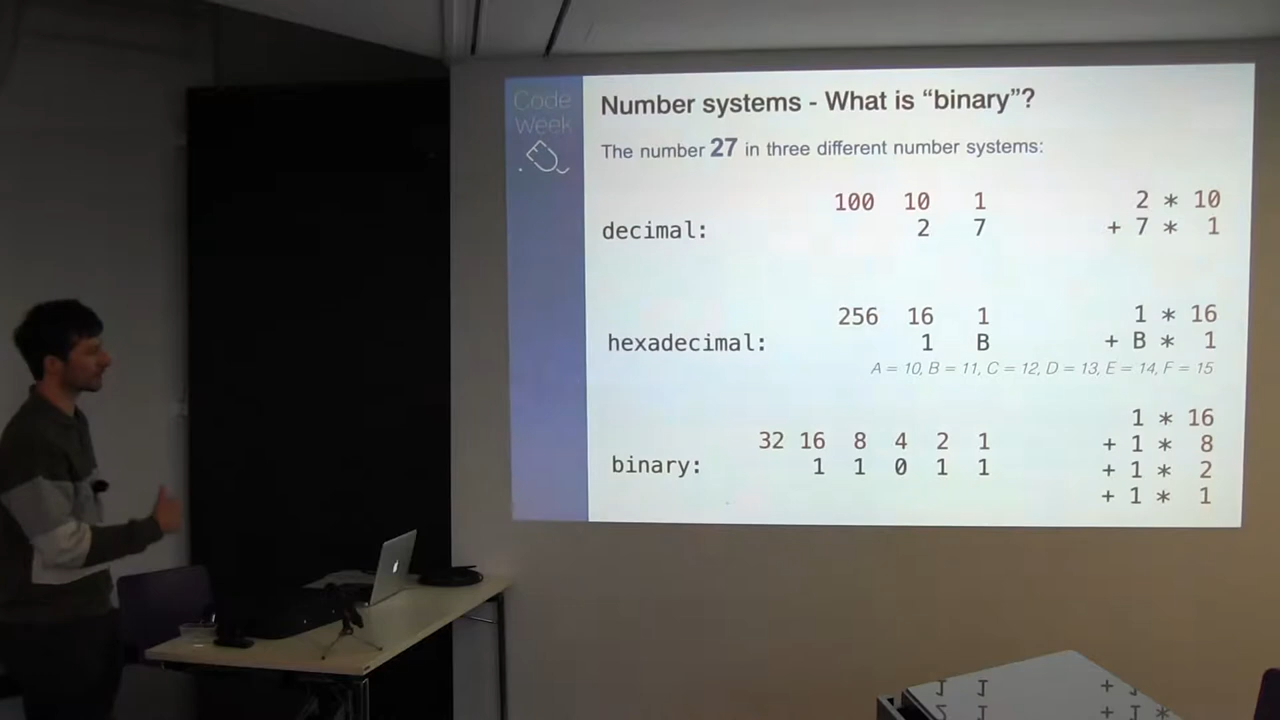 Code
Week
Number systems - What is “binary”?
The number 27 in three different number systems:
100 10 1 2 * 10
decimal: 2 7 + 7 * 1
256 16 1 1 * 16
hexadecimal: 1 B + B * 1
A = 10, B = 11, C = 12, D = 13, E = 14, F = 15
1 * 16
32 16 8 4 2 1 + 1 * 8
binary: 1 1 0 1 1 + 1 * 2
+ 1 * 1